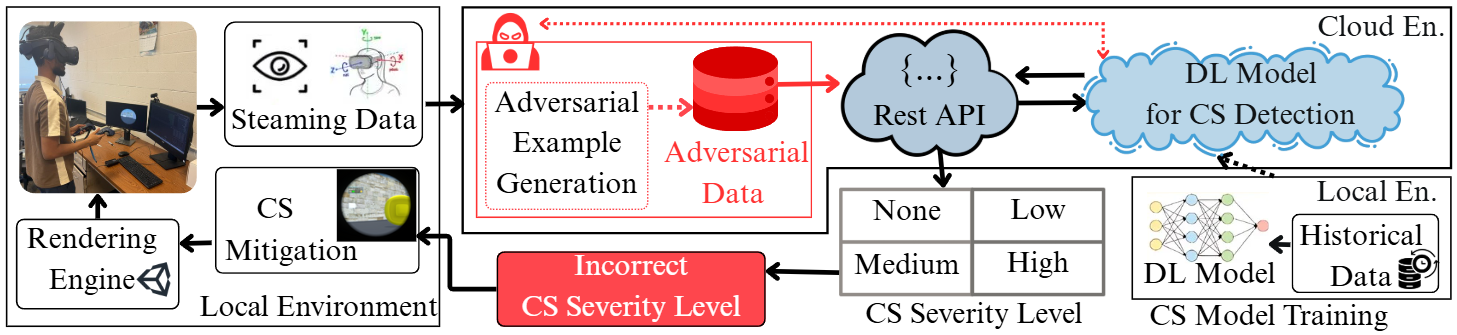 Steaming Data
CS
Mitigation
Rendering
Engine
Local Environment
Cloud En.
Adversarial
Example
Generation
Adversarial
Data
{...}
Rest API
DL Model
for CS Detection
None
Low
Medium
High
CS Severity Level
Incorrect
CS Severity Level
Local En.
DL Model
Historical
Data
CS Model Training